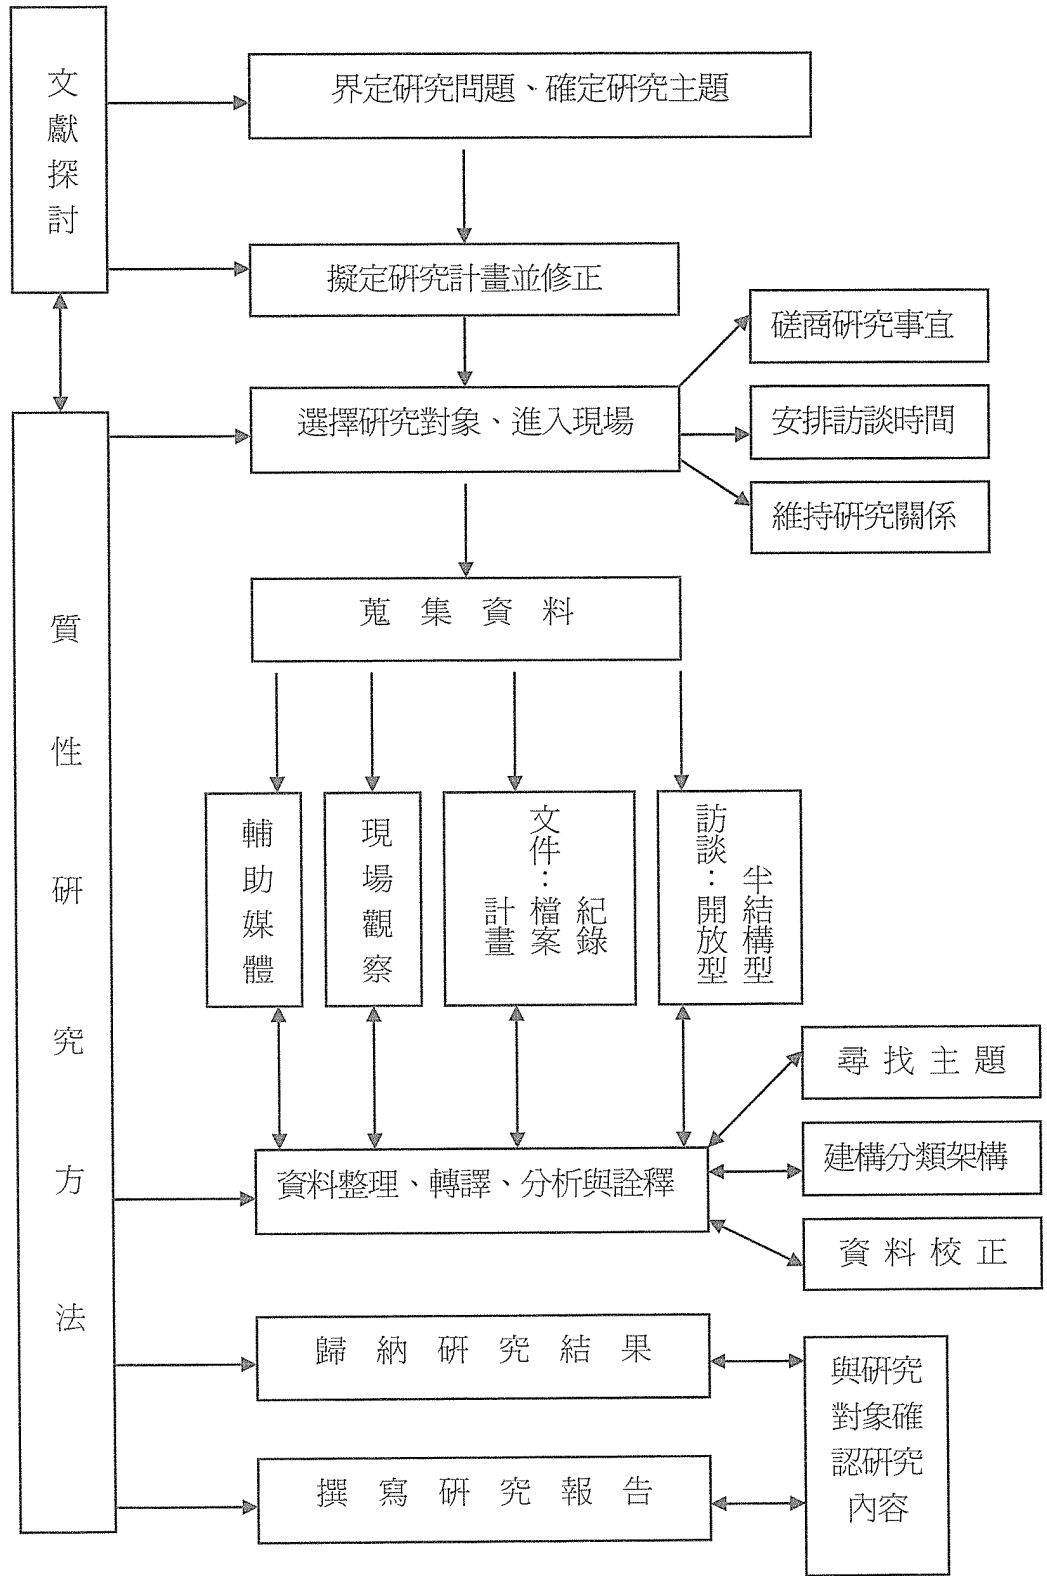 文獻探討
界定研究問題、確定研究主題
擬定研究計畫並修正
選擇研究對象、進入現場
磋商研究事宜
安排訪談時間
維持研究關係
質性研究方法
蒐集資料
輔助媒體
現場觀察
文件：檔案
紀錄
計畫
訪談：開放型
半結構型
資料整理、轉譯、分析與詮釋
尋找主題
建構分類架構
資料校正
歸納研究結果
撰寫研究報告
與研究
對象確
認研究
內容